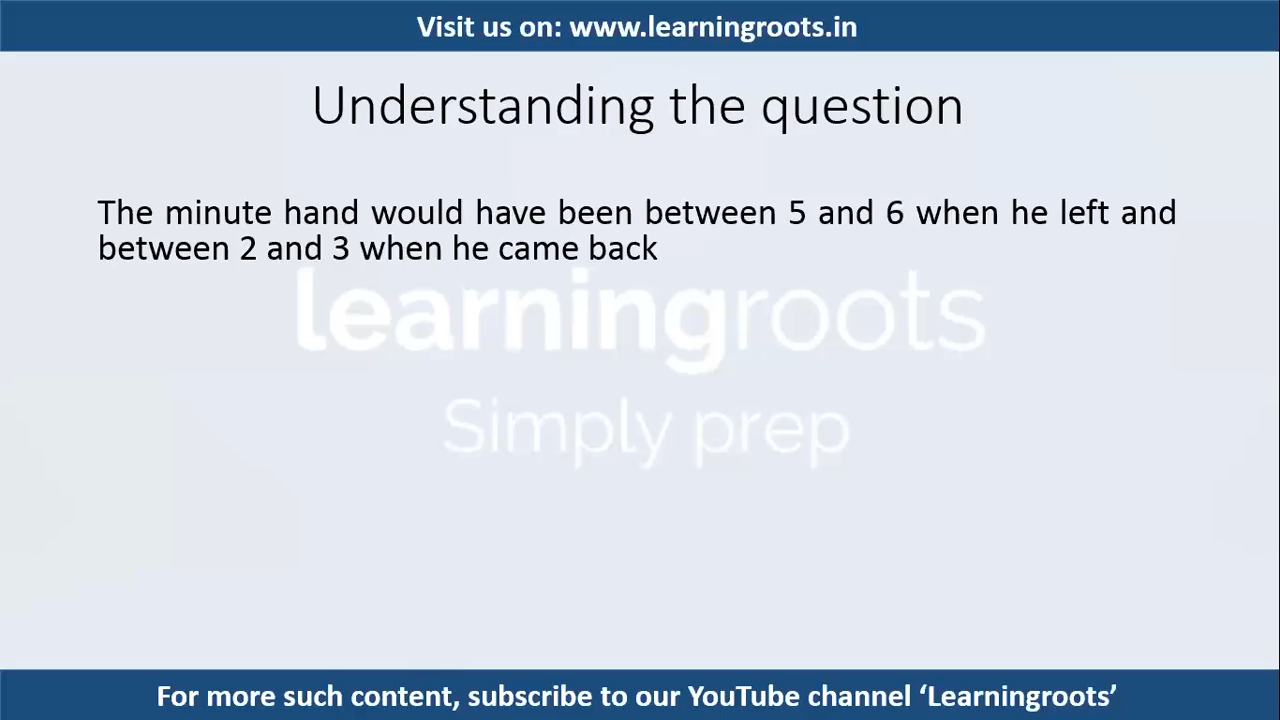 Visit us on: www.learningroots.in
Understanding the question
The minute hand would have been between 5 and 6 when he left and
between 2 and 3 when he came back
learningroots
Simply prep
For more such content, subscribe to our YouTube channel ‘Learningroots’